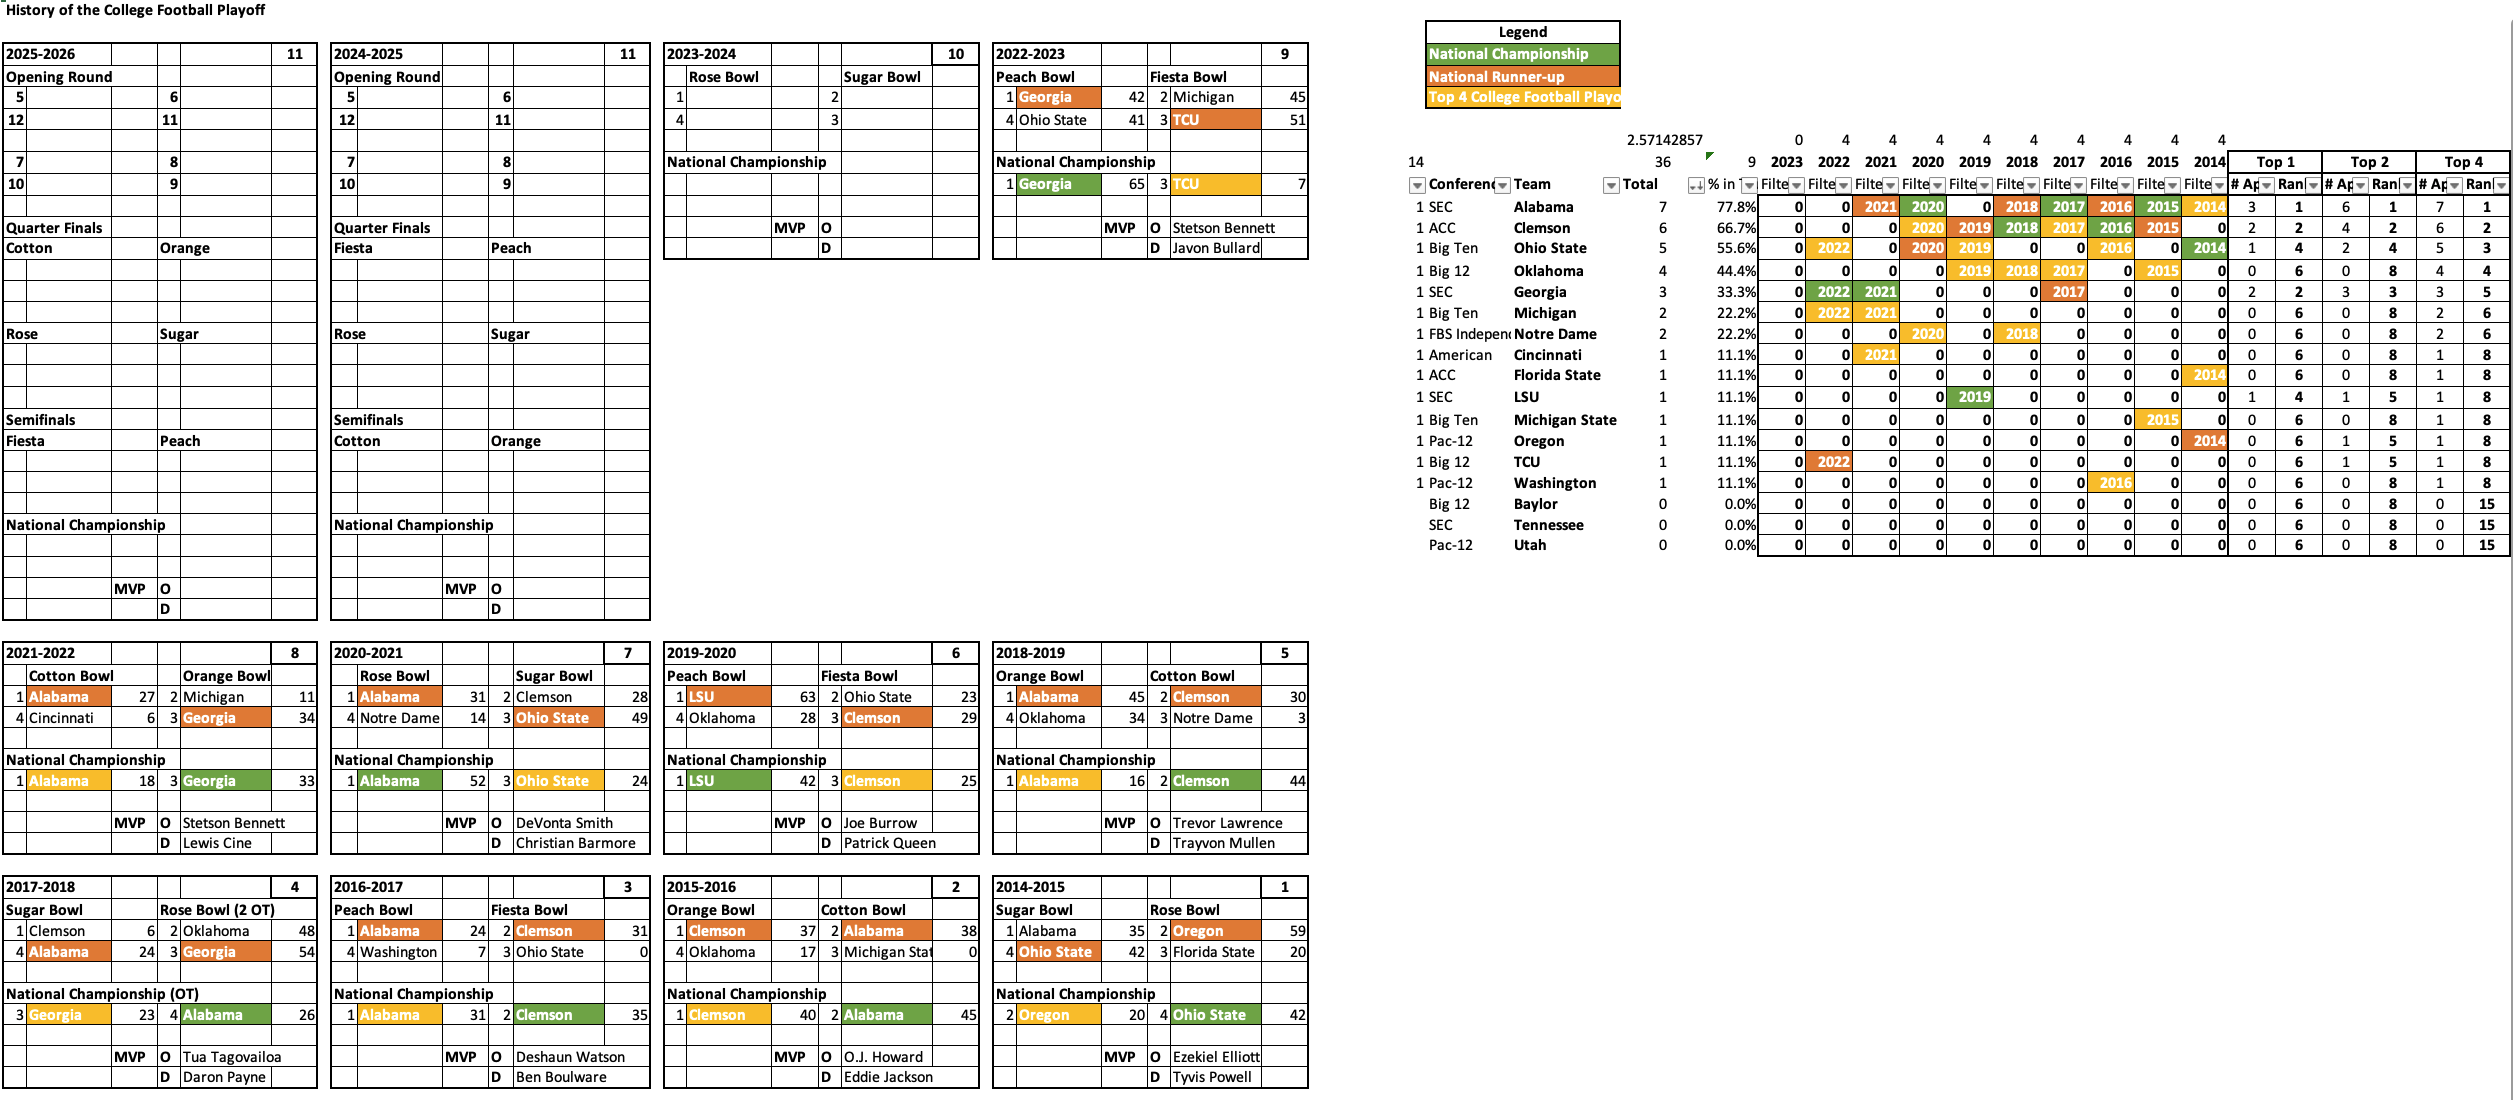 History of the College Football Playoff
2025-2026 11
Opening Round
5 6
12 11
7 8
10 9
Quarter Finals
Cotton Orange
Rose Sugar
Semifinals
Fiesta Peach
National Championship
MVP O
D
2024-2025 11
Opening Round
5 6
12 11
7 8
10 9
Quarter Finals
Fiesta Peach
Rose Sugar
Semifinals
Cotton Orange
National Championship
MVP O
D
2023-2024 10
Rose Bowl Sugar Bowl
1 2
4 3
National Championship
MVP O
D
2022-2023 9
Peach Bowl Fiesta Bowl
1 Georgia 42 2 Michigan 45
4 Ohio State 41 3 TCU 51
National Championship
1 Georgia 65 3 TCU 7
MVP O Stetson Bennett
D Javon Bullard
Legend
National Championship
National Runner-up
Top 4 College Football Playo
2.57142857 0 4 4 4 4 4 4 4 4 4
14 36 9 2023 2022 2021 2020 2019 2018 2017 2016 2015 2014 Top 1 Top 2 Top 4
Conferenc Team Total % in Filte Filte Filte Filte Filte Filte Filte Filte Filte Filte # Ap Ran # Ap Ran # Ap Ran
1 SEC Alabama 7 77.8% 0 0 2021 2020 0 2018 2017 2016 2015 2014 3 1 6 1 7 1
1 ACC Clemson 6 66.7% 0 0 0 2020 2019 2018 2017 2016 2015 0 2 2 4 2 6 2
1 Big Ten Ohio State 5 55.6% 0 2022 0 2020 2019 0 0 2016 0 2014 1 4 2 4 5 3
1 Big 12 Oklahoma 4 44.4% 0 0 0 0 2019 2018 2017 0 2015 0 0 6 0 8 4 4
1 SEC Georgia 3 33.3% 0 2022 2021 0 0 0 2017 0 0 0 2 2 3 3 3 5
1 Big Ten Michigan 2 22.2% 0 2022 2021 0 0 0 0 0 0 0 0 6 0 8 2 6
1 FBS Independ Notre Dame 2 22.2% 0 0 0 2020 0 2018 0 0 0 0 0 6 0 8 2 6
1 American Cincinnati 1 11.1% 0 0 2021 0 0 0 0 0 0 0 0 6 0 8 1 8
1 ACC Florida State 1 11.1% 0 0 0 0 0 0 0 0 0 2014 0 6 0 8 1 8
1 SEC LSU 1 11.1% 0 0 0 0 2019 0 0 0 0 0 1 4 1 5 1 8
1 Big Ten Michigan State 1 11.1% 0 0 0 0 0 0 0 0 2015 0 0 6 0 8 1 8
1 Pac-12 Oregon 1 11.1% 0 0 0 0 0 0 0 0 0 2014 0 6 1 5 1 8
1 Big 12 TCU 1 11.1% 0 2022 0 0 0 0 0 0 0 0 0 6 1 5 1 8
1 Pac-12 Washington 1 11.1% 0 0 0 0 0 0 0 2016 0 0 0 6 0 8 1 8
Big 12 Baylor 0 0.0% 0 0 0 0 0 0 0 0 0 0 0 6 0 8 0 15
SEC Tennessee 0 0.0% 0 0 0 0 0 0 0 0 0 0 0 6 0 8 0 15
Pac-12 Utah 0 0.0% 0 0 0 0 0 0 0 0 0 0 0 6 0 8 0 15
2021-2022 8
Cotton Bowl Orange Bowl
1 Alabama 27 2 Michigan 11
4 Cincinnati 6 3 Georgia 34
National Championship
1 Alabama 18 3 Georgia 33
MVP O Stetson Bennett
D Lewis Cine
2020-2021 7
Rose Bowl Sugar Bowl
1 Alabama 31 2 Clemson 28
4 Notre Dame 14 3 Ohio State 49
National Championship
1 Alabama 52 3 Ohio State 24
MVP O DeVonta Smith
D Christian Barmore
2019-2020 6
Peach Bowl Fiesta Bowl
1 LSU 63 2 Ohio State 23
4 Oklahoma 28 3 Clemson 29
National Championship
1 LSU 42 3 Clemson 25
MVP O Joe Burrow
D Patrick Queen
2018-2019 5
Orange Bowl Cotton Bowl
1 Alabama 45 2 Clemson 30
4 Oklahoma 34 3 Notre Dame 3
National Championship
1 Alabama 16 2 Clemson 44
MVP O Trevor Lawrence
D Trayvon Mullen
2017-2018 4
Sugar Bowl Rose Bowl (2 OT)
1 Clemson 6 2 Oklahoma 48
4 Alabama 24 3 Georgia 54
National Championship (OT)
3 Georgia 23 4 Alabama 26
MVP O Tua Tagovailoa
D Daron Payne
2016-2017 3
Peach Bowl Fiesta Bowl
1 Alabama 24 2 Clemson 31
4 Washington 7 3 Ohio State 0
National Championship
1 Alabama 31 2 Clemson 35
MVP O Deshaun Watson
D Ben Boulware
2015-2016 2
Orange Bowl Cotton Bowl
1 Clemson 37 2 Alabama 38
4 Oklahoma 17 3 Michigan Stat 0
National Championship
1 Clemson 40 2 Alabama 45
MVP O O.J. Howard
D Eddie Jackson
2014-2015 1
Sugar Bowl Rose Bowl
1 Alabama 35 2 Oregon 59
4 Ohio State 42 3 Florida State 20
National Championship
2 Oregon 20 4 Ohio State 42
MVP O Ezekiel Elliott
D Tyvis Powell